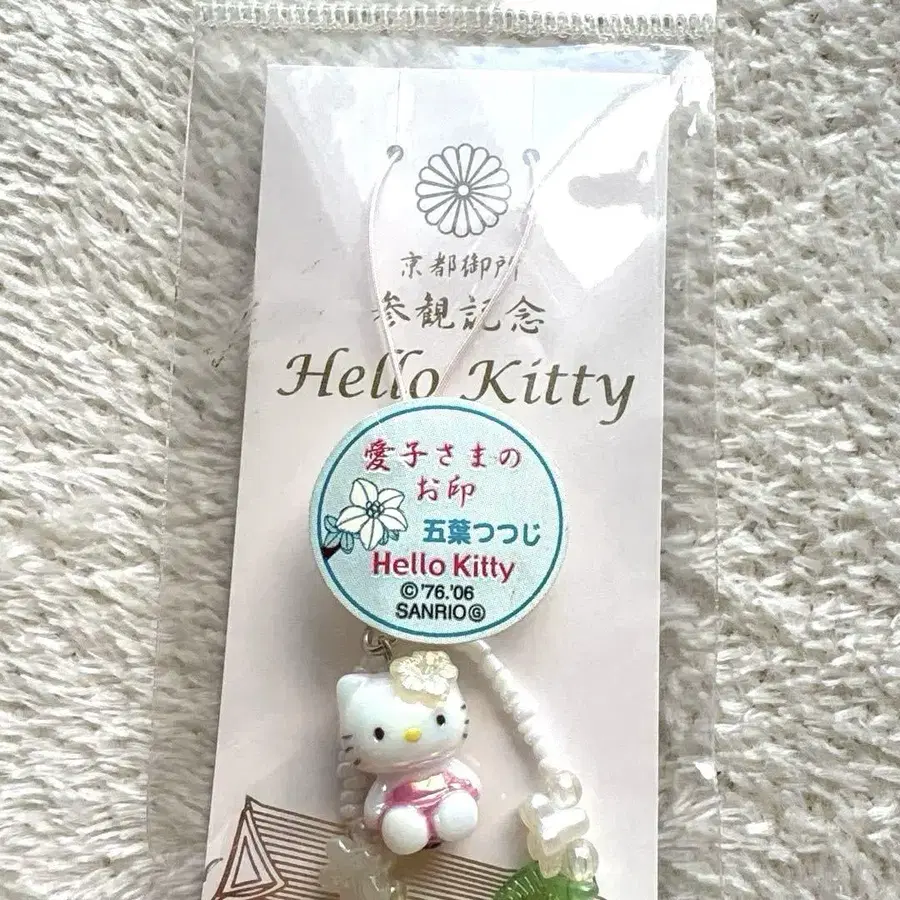 京都御所
参観記念
Hello Kitty
愛子さまの
お印
五葉つつじ
Hello Kitty
©'76.'06
SANRIOⒼ